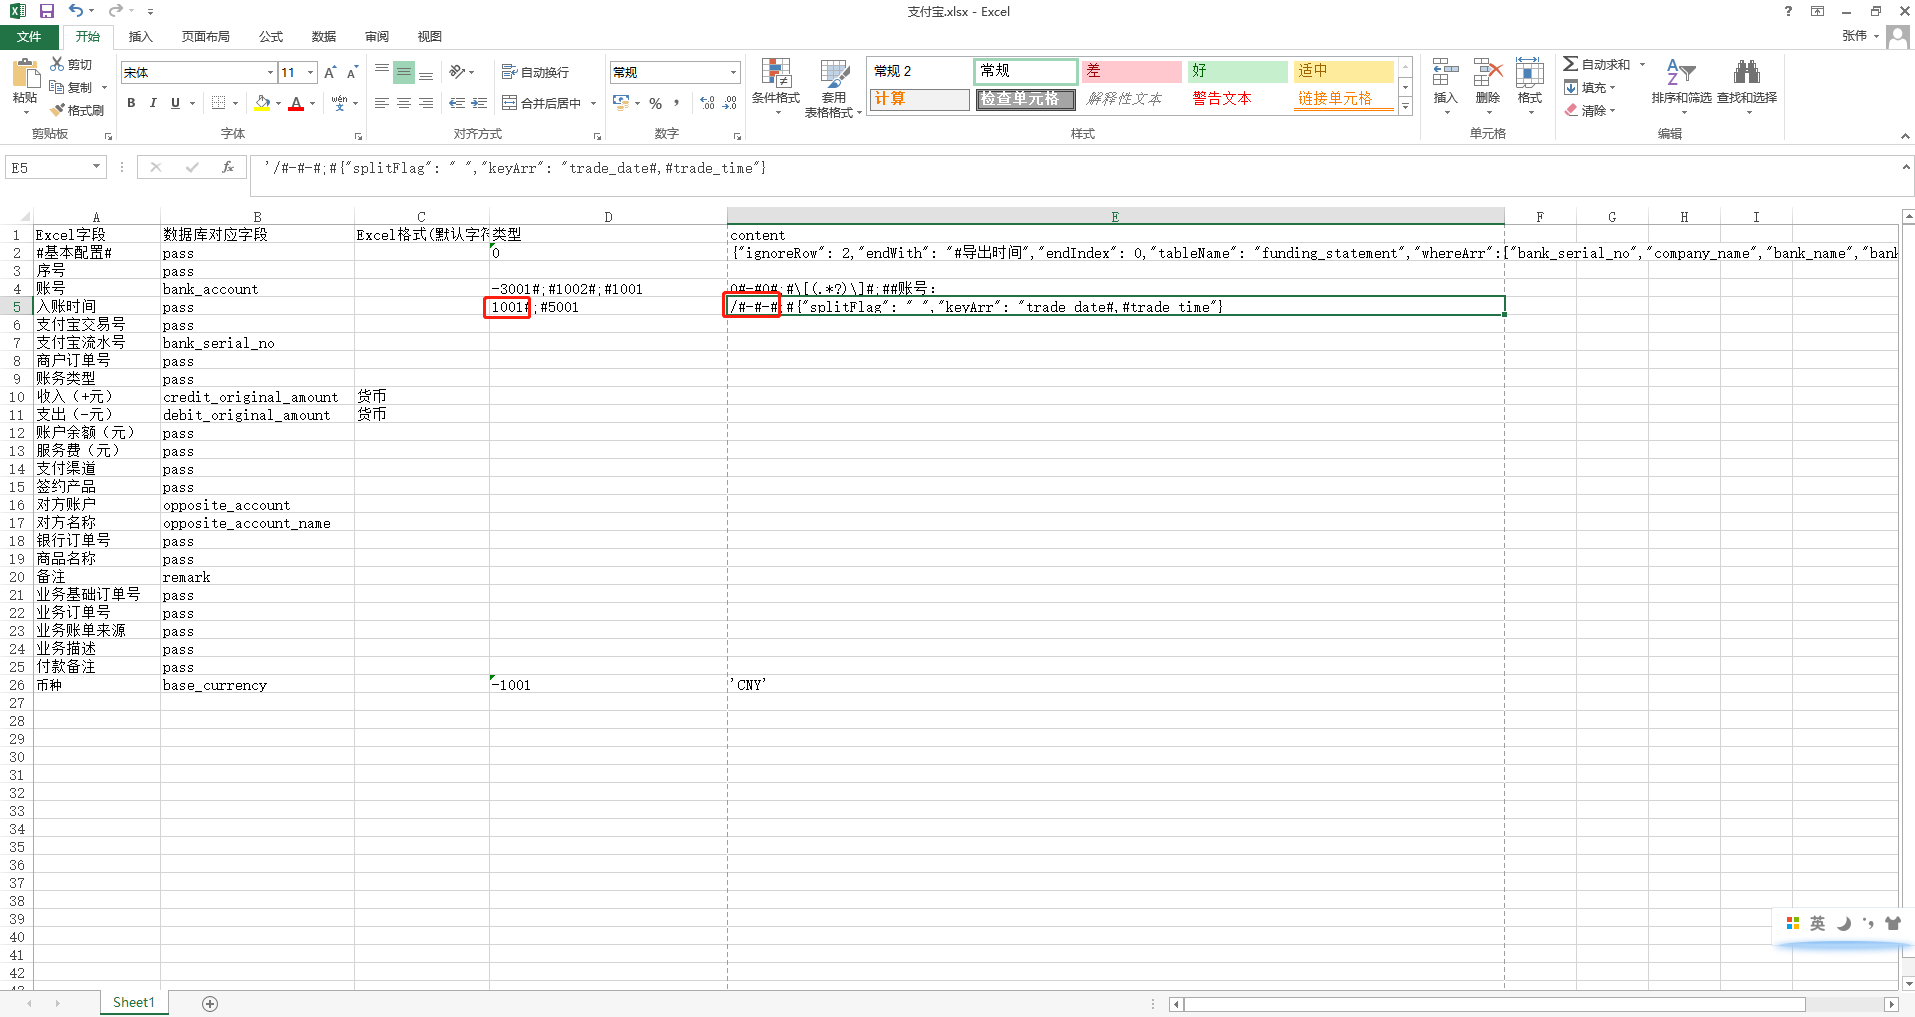 支付宝.xlsx - Excel
文件 开始 插入 页面布局 公式 数据 审阅 视图 张伟
粘贴 剪切 复制 格式刷 剪贴板
宋体 11 B I U A 字体
自动换行 合并后居中 对齐方式
常规 % 数字
条件格式 套用表格格式 常规 2 常规 差 好 适中
计算 检查单元格 解释性文本 警告文本 链接单元格 样式
插入 删除 格式 单元格
自动求和 填充 清除 排序和筛选 查找和选择 编辑
E5 fx '/#-#-#;#{"splitFlag": " ","keyArr": "trade_date#,#trade_time"}
A B C D E F G H I
1 Excel字段 数据库对应字段 Excel格式(默认字符 类型 content
2 #基本配置# pass 0 {"ignoreRow": 2,"endWith": "#导出时间","endIndex": 0,"tableName": "funding_statement","whereArr":["bank_serial_no","company_name","bank_name","bank
3 序号 pass
4 账号 bank_account -3001#;#1002#;#1001 0#-#0#;#\[(.*?)\]#;##账号:
5 入账时间 pass 1001#;#5001 /#-#-#;#{"splitFlag": " ","keyArr": "trade_date#,#trade_time"}
6 支付宝交易号 pass
7 支付宝流水号 bank_serial_no
8 商户订单号 pass
9 账务类型 pass
10 收入（+元） credit_original_amount 货币
11 支出（-元） debit_original_amount 货币
12 账户余额（元） pass
13 服务费（元） pass
14 支付渠道 pass
15 签约产品 pass
16 对方账户 opposite_account
17 对方名称 opposite_account_name
18 银行订单号 pass
19 商品名称 pass
20 备注 remark
21 业务基础订单号 pass
22 业务订单号 pass
23 业务账单来源 pass
24 业务描述 pass
25 付款备注 pass
26 币种 base_currency -1001 'CNY'
27
28
29
30
31
32
33
34
35
36
37
38
39
40
41
42
英
Sheet1